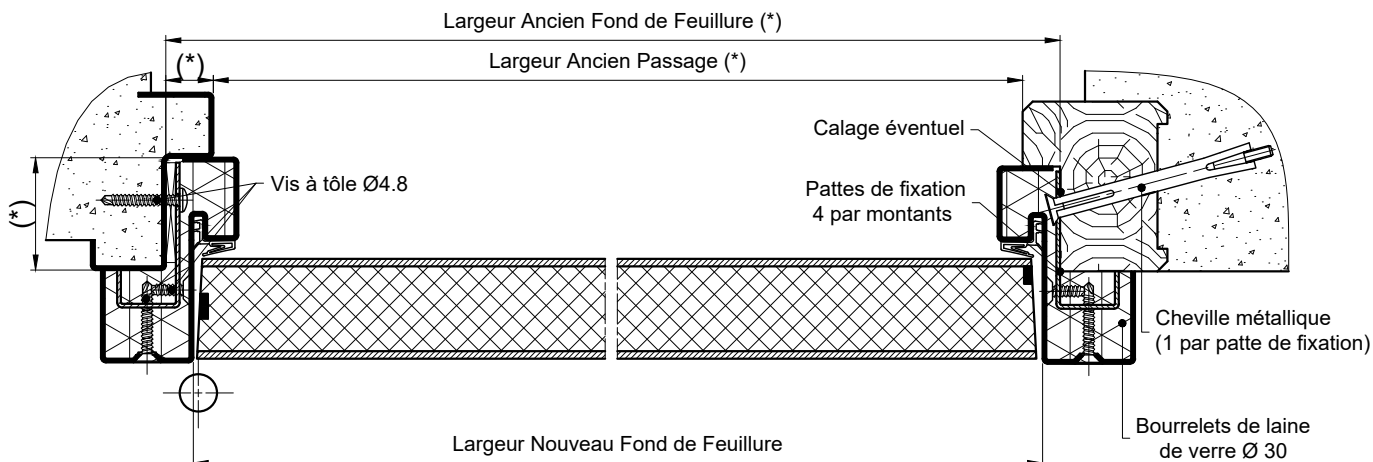 Largeur Ancien Fond de Feuillure (*)
(*)
Largeur Ancien Passage (*)
Calage éventuel
Vis à tôle Ø4.8
Pattes de fixation
4 par montants
(*)
Cheville métallique
(1 par patte de fixation)
Bourrelets de laine
de verre Ø 30
Largeur Nouveau Fond de Feuillure